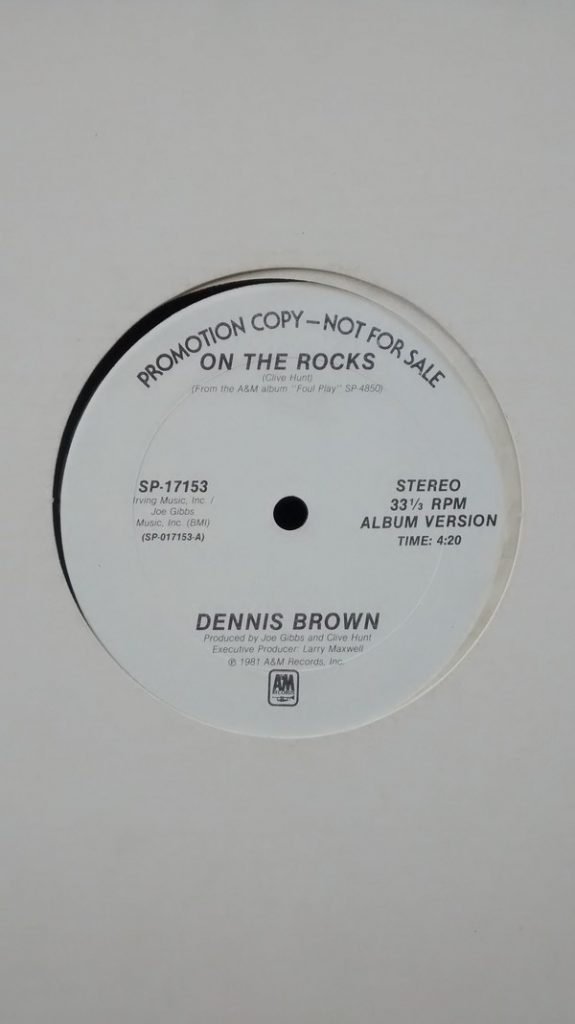 PROMOTION COPY—NOT FOR SALE
ON THE ROCKS
(Clive Hunt)
(From the A&M album "Foul Play" SP-4850)
SP-17153
Irving Music, Inc. /
Joe Gibbs
Music, Inc. (BMI)
(SP-017153-A)
STEREO
33⅓ RPM
ALBUM VERSION
TIME: 4:20
DENNIS BROWN
Produced by Joe Gibbs and Clive Hunt
Executive Producer: Larry Maxwell
℗ 1981 A&M Records, Inc.
A&M
RECORDS